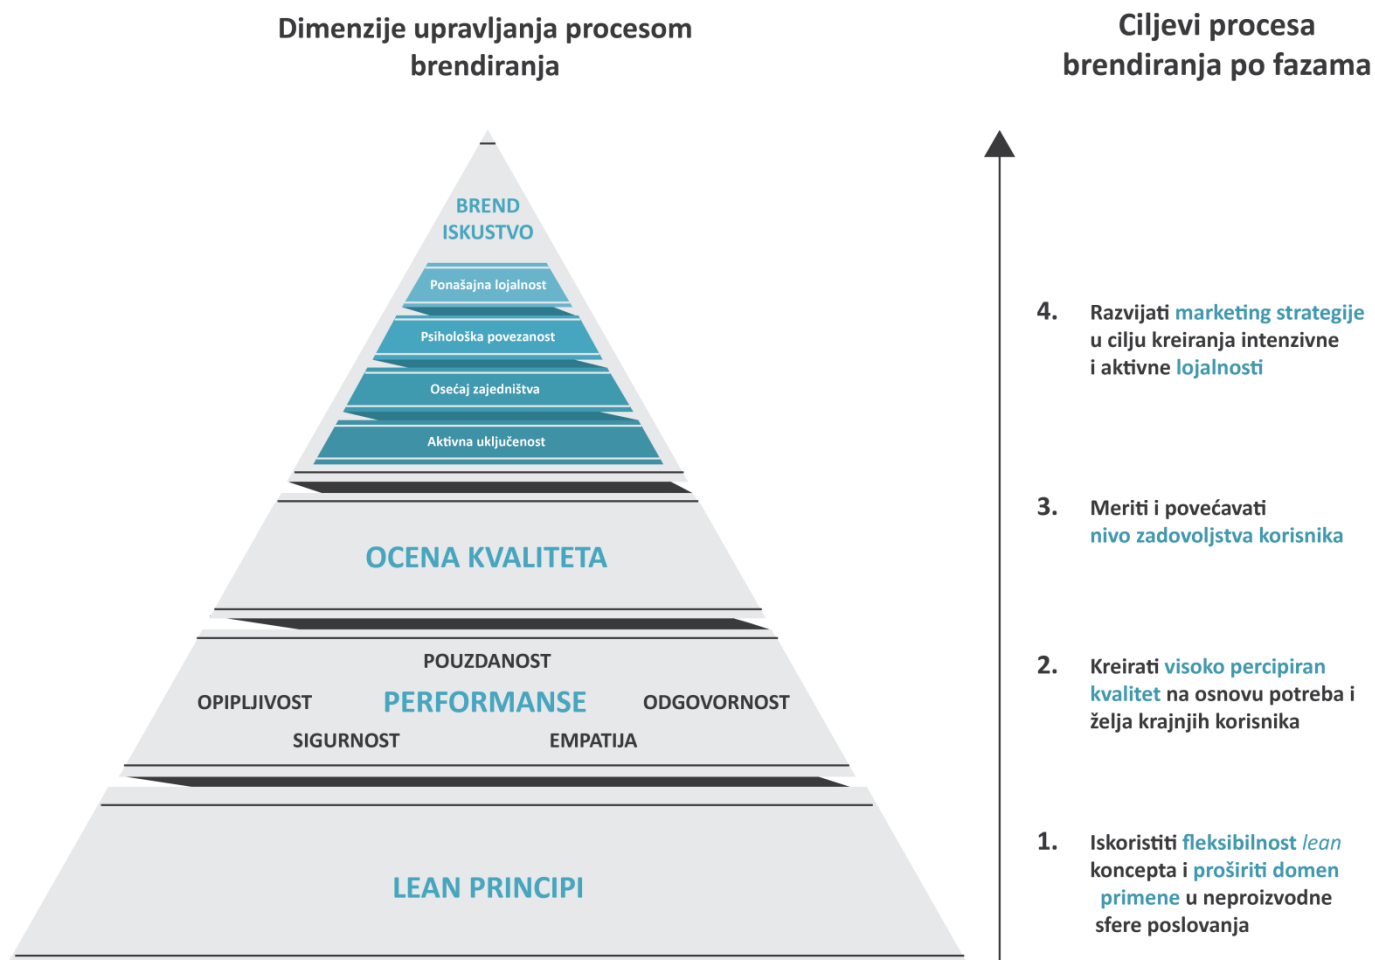 Dimenzije upravljanja procesom
brendiranja
BREND
ISKUSTVO
Ponašajna lojalnost
Psihološka povezanost
Osećaj zajedništva
Aktivna uključenost
OCENA KVALITETA
POUZDANOST
OPIPLJIVOST PERFORMANSE ODGOVORNOST
SIGURNOST EMPATIJA
LEAN PRINCIPI
Ciljevi procesa
brendiranja po fazama
4. Razvijati marketing strategije
u cilju kreiranja intenzivne
i aktivne lojalnosti
3. Meriti i povećavati
nivo zadovoljstva korisnika
2. Kreirati visoko percipiran
kvalitet na osnovu potreba i
želja krajnjih korisnika
1. Iskoristiti fleksibilnost lean
koncepta i proširiti domen
primene u neproizvodne
sfere poslovanja